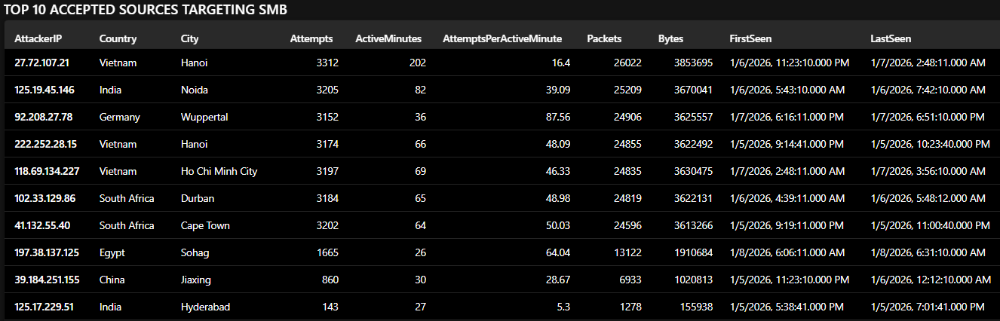 TOP 10 ACCEPTED SOURCES TARGETING SMB
AttackerIP Country City Attempts ActiveMinutes AttemptsPerActiveMinute Packets Bytes FirstSeen LastSeen
27.72.107.21 Vietnam Hanoi 3312 202 16.4 26022 3853695 1/6/2026, 11:23:10.000 PM 1/7/2026, 2:48:11.000 AM
125.19.45.146 India Noida 3205 82 39.09 25209 3670041 1/6/2026, 5:43:10.000 AM 1/6/2026, 7:42:10.000 AM
92.208.27.78 Germany Wuppertal 3152 36 87.56 24906 3625557 1/7/2026, 6:16:11.000 PM 1/7/2026, 6:51:10.000 PM
222.252.28.15 Vietnam Hanoi 3174 66 48.09 24855 3622492 1/5/2026, 9:14:41.000 PM 1/5/2026, 10:23:40.000 PM
118.69.134.227 Vietnam Ho Chi Minh City 3197 69 46.33 24835 3630475 1/7/2026, 2:48:11.000 AM 1/7/2026, 3:56:10.000 AM
102.33.129.86 South Africa Durban 3184 65 48.98 24819 3622131 1/6/2026, 4:39:11.000 AM 1/6/2026, 5:48:12.000 AM
41.132.55.40 South Africa Cape Town 3202 64 50.03 24596 3613266 1/5/2026, 9:19:11.000 PM 1/5/2026, 11:00:40.000 PM
197.38.137.125 Egypt Sohag 1665 26 64.04 13122 1910684 1/8/2026, 6:06:11.000 AM 1/8/2026, 6:31:10.000 AM
39.184.251.155 China Jiaxing 860 30 28.67 6933 1020813 1/5/2026, 11:23:10.000 PM 1/6/2026, 12:12:10.000 AM
125.17.229.51 India Hyderabad 143 27 5.3 1278 155938 1/5/2026, 5:38:41.000 PM 1/5/2026, 7:01:41.000 PM